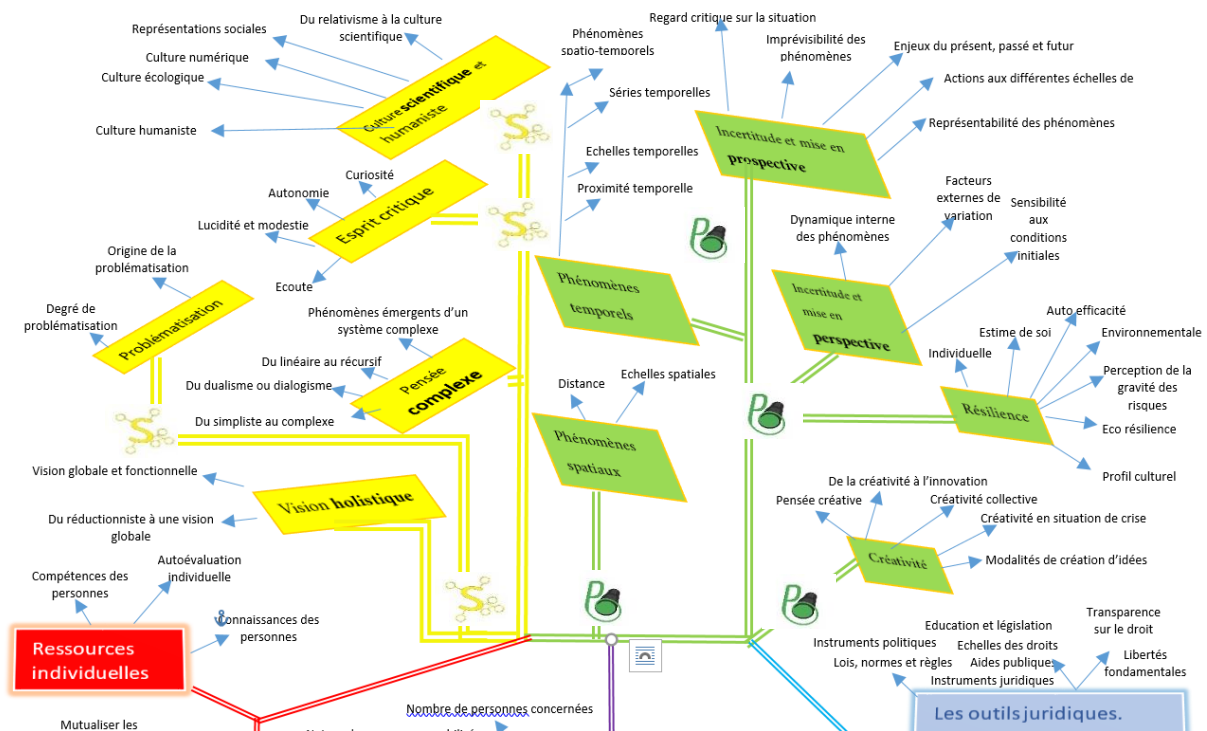 Représentations sociales
Du relativisme à la culture
scientifique
Culture numérique
Culture écologique
Culture humaniste
Culture scientifique et
humaniste
Phénomènes
spatio-temporels
Séries temporelles
Echelles temporelles
Proximité temporelle
Regard critique sur la situation
Imprévisibilité des
phénomènes
Enjeux du présent, passé et futur
Actions aux différentes échelles de
Représentabilité des phénomènes
Incertitude et mise en
prospective
Curiosité
Autonomie
Lucidité et modestie
Ecoute
Esprit critique
Facteurs
externes de
variation
Dynamique interne
des phénomènes
Sensibilité
aux
conditions
initiales
Incertitude et
mise en
perspective
Origine de la
problématisation
Degré de
problématisation
Problématisation
Phénomènes
temporels
Phénomènes émergents d’un
système complexe
Du linéaire au récursif
Du dualisme ou dialogisme
Du simpliste au complexe
Pensée
complexe
Distance
Echelles spatiales
Phénomènes
spatiaux
Auto efficacité
Estime de soi
Environnementale
Individuelle
Perception de la
gravité des
risques
Eco résilience
Profil culturel
Résilience
Vision globale et fonctionnelle
Du réductionniste à une vision
globale
Vision holistique
De la créativité à l’innovation
Pensée créative
Créativité collective
Créativité en situation de crise
Modalités de création d’idées
Créativité
Compétences des
personnes
Autoévaluation
individuelle
Connaissances des
personnes
Ressources
individuelles
Transparence
sur le droit
Education et législation
Instruments politiques
Echelles des droits
Lois, normes et règles
Aides publiques
Instruments juridiques
Libertés
fondamentales
Les outils juridiques.
Mutualiser les
Nombre de personnes concernées